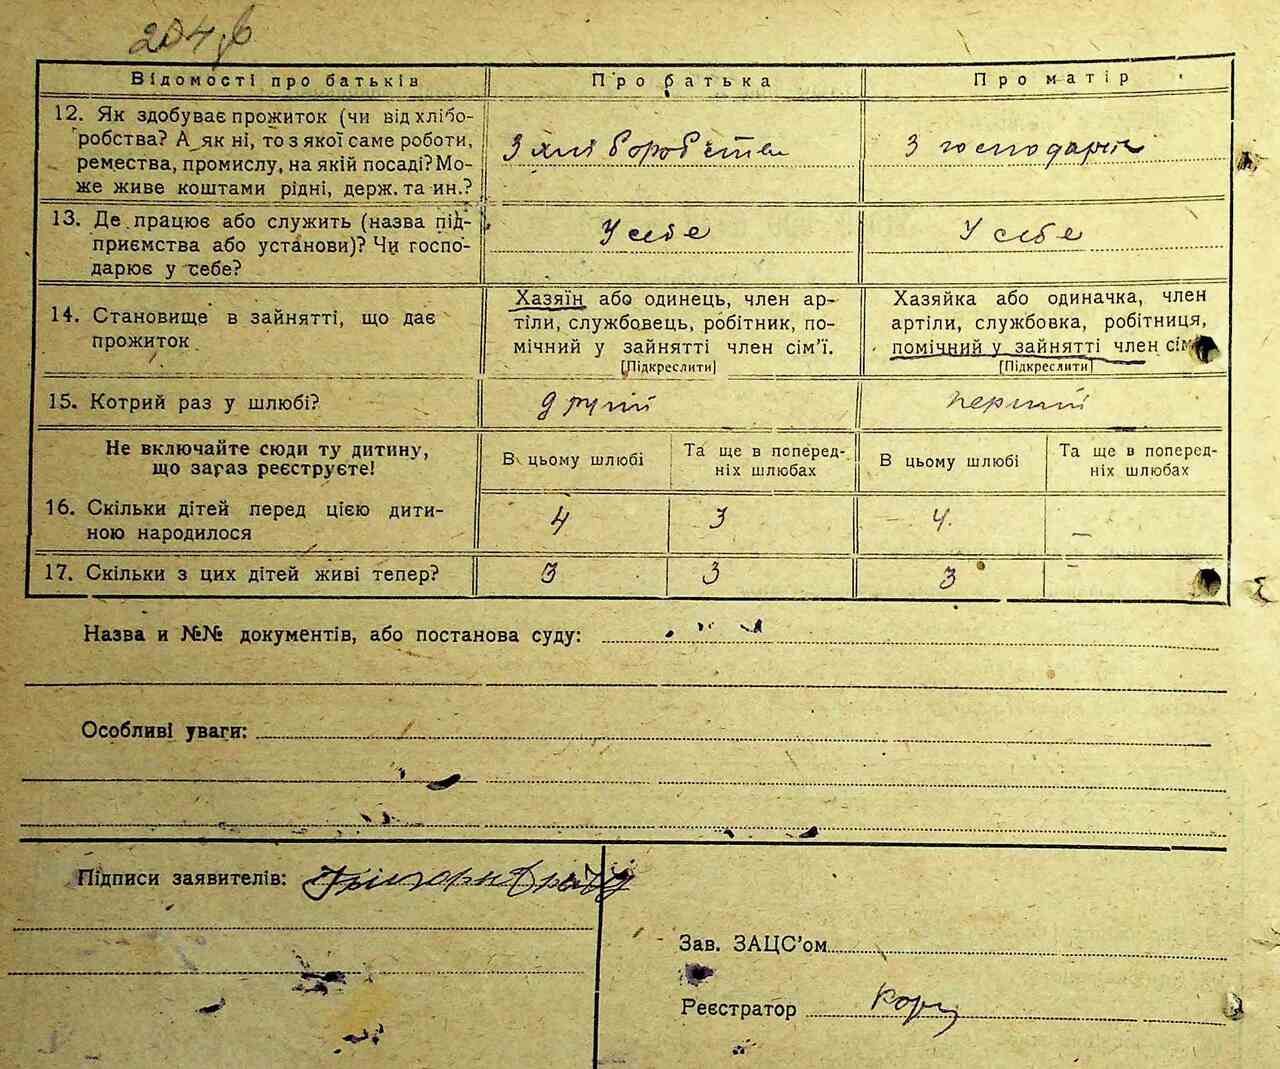 204
Відомості про батьків Про батька Про матір
12. Як здобуває прожиток (чи від хлібо-
робства? А як ні, то з якої саме роботи,
ремества, промислу, на якій посаді? Мо-
же живе коштами рідні, держ. та ин.?
З хліборобства З господарки
13. Де працює або служить (назва під-
приємства або установи)? Чи госпо-
дарює у себе?
У себе У себе
14. Становище в зайнятті, що дає
прожиток
Хазяїн або одинець, член ар-
тіли, службовець, робітник, по-
мічний у зайнятті член сім'ї.
[Підкреслити]
Хазяйка або одиначка, член
артіли, службовка, робітниця,
помічний у зайнятті член сім
[Підкреслити]
15. Котрий раз у шлюбі? другий перший
Не включайте сюди ту дитину,
що зараз реєструєте!
В цьому шлюбі Та ще в поперед-
ніх шлюбах
В цьому шлюбі Та ще в поперед-
ніх шлюбах
16. Скільки дітей перед цією дити-
ною народилося
4 3 4. –
17. Скільки з цих дітей живі тепер? 3 3 3 –
Назва и №№ документів, або постанова суду:
Особливі уваги:
Підписи заявителів:
Зав. ЗАЦС'ом
Реєстратор